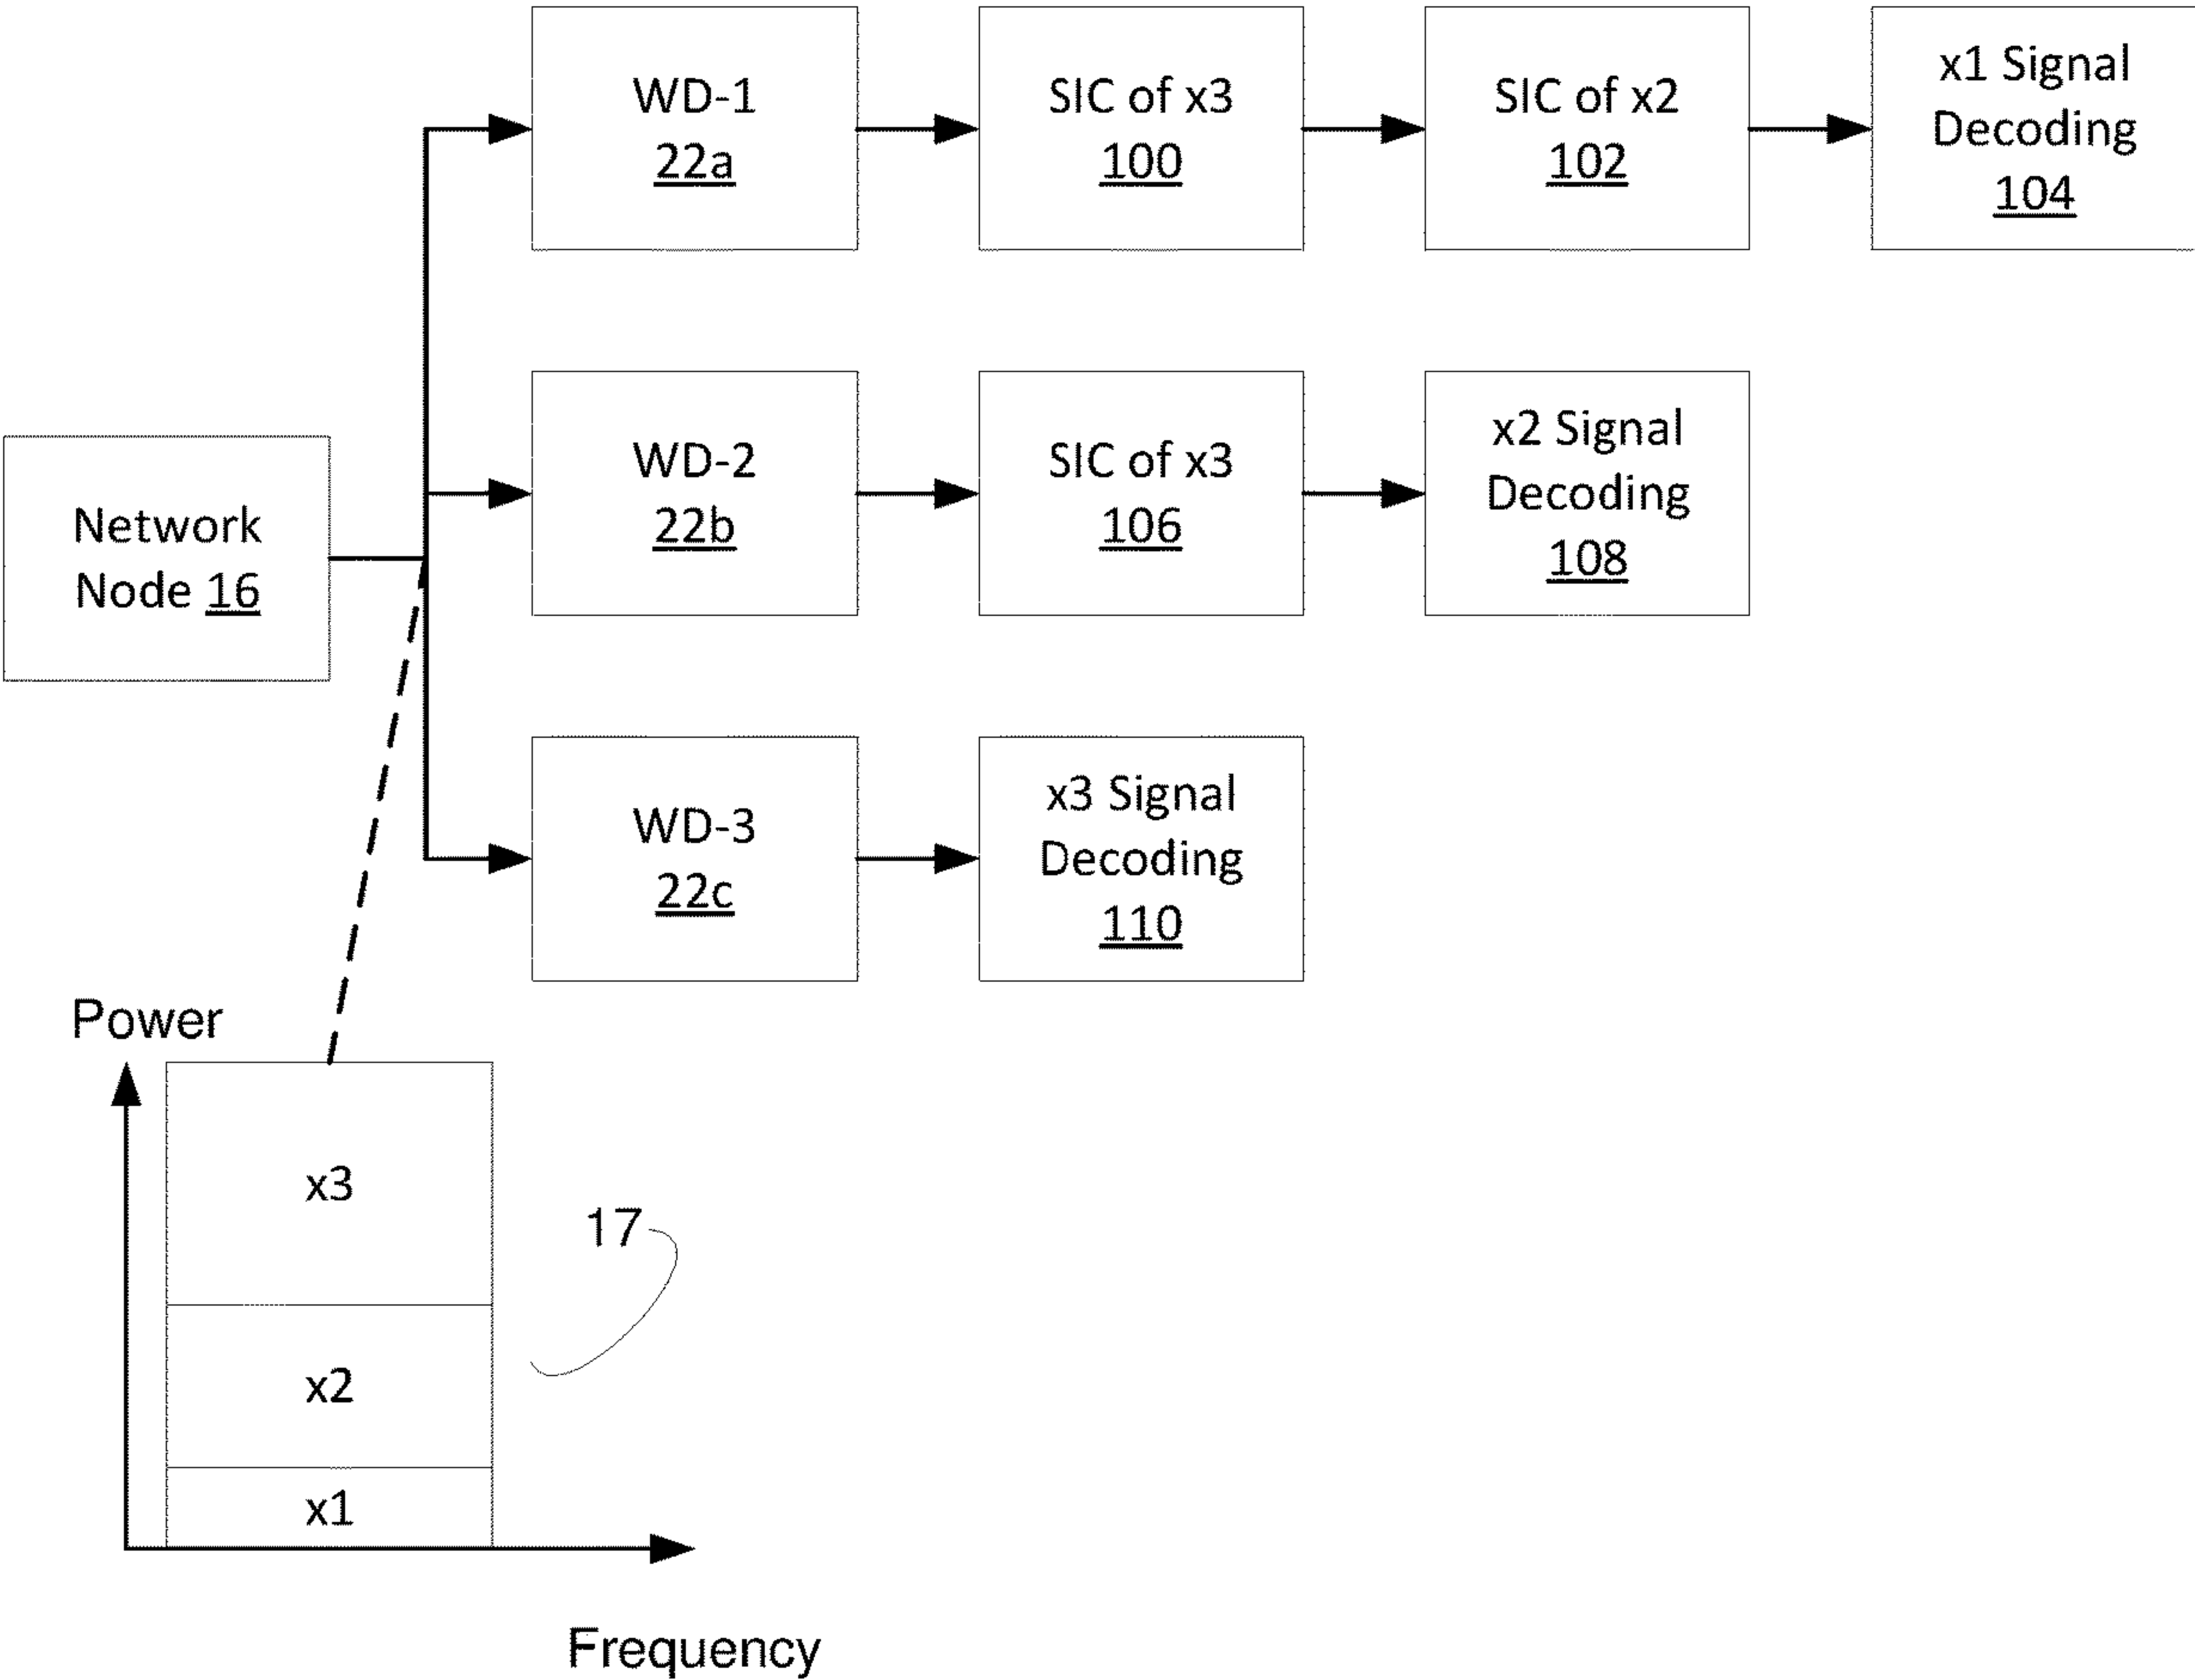 WD-1
22a
SIC of x3
100
SIC of x2
102
x1 Signal
Decoding
104
WD-2
22b
SIC of x3
106
x2 Signal
Decoding
108
Network
Node 16
WD-3
22c
x3 Signal
Decoding
110
Power
x3
17
x2
x1
Frequency